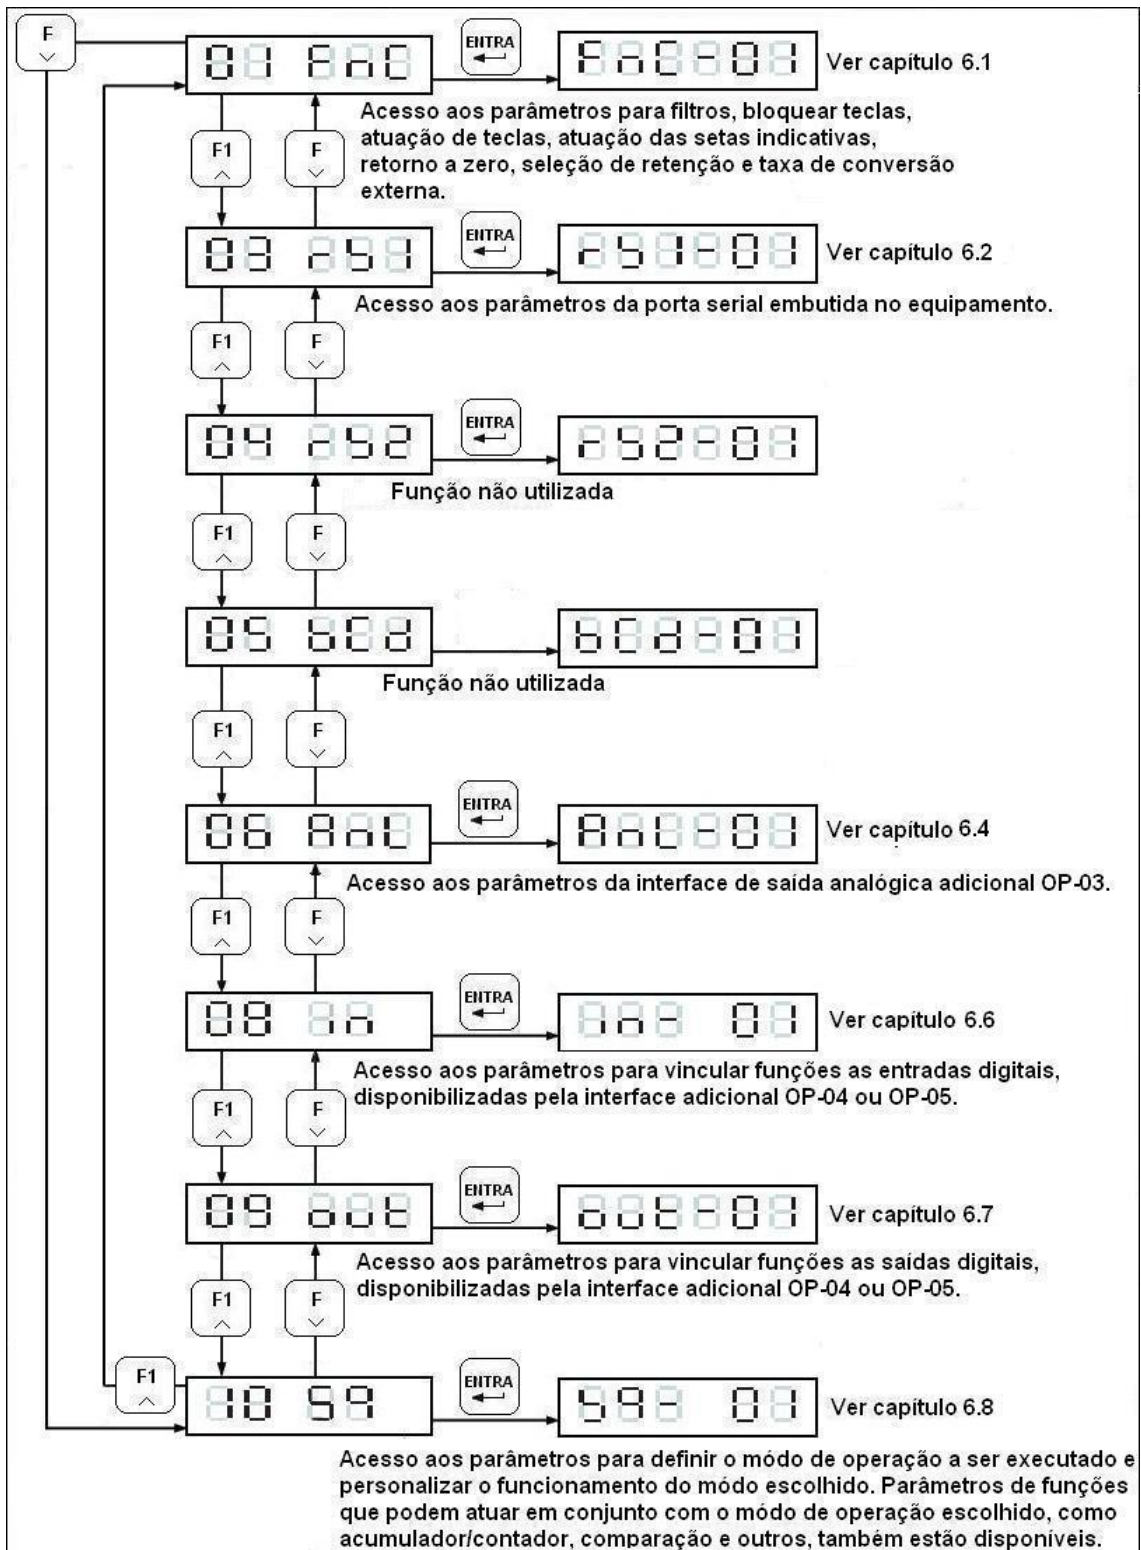 F
01 FnC
ENTRA
FnC-01
Ver capítulo 6.1
Acesso aos parâmetros para filtros, bloquear teclas,
atuação de teclas, atuação das setas indicativas,
retorno a zero, seleção de retenção e taxa de conversão
externa.
F1
F
03 rS1
ENTRA
rS1-01
Ver capítulo 6.2
Acesso aos parâmetros da porta serial embutida no equipamento.
F1
F
04 rS2
ENTRA
rS2-01
Função não utilizada
F1
F
05 bCd
bCd-01
Função não utilizada
F1
F
06 AnL
ENTRA
AnL-01
Ver capítulo 6.4
Acesso aos parâmetros da interface de saída analógica adicional OP-03.
F1
F
08 in
ENTRA
in- 01
Ver capítulo 6.6
Acesso aos parâmetros para vincular funções as entradas digitais,
disponibilizadas pela interface adicional OP-04 ou OP-05.
F1
F
09 out
ENTRA
out-01
Ver capítulo 6.7
Acesso aos parâmetros para vincular funções as saídas digitais,
disponibilizadas pela interface adicional OP-04 ou OP-05.
F1
F
F1
10 S9
ENTRA
S9- 01
Ver capítulo 6.8
Acesso aos parâmetros para definir o módo de operação a ser executado e
personalizar o funcionamento do módo escolhido. Parâmetros de funções
que podem atuar em conjunto com o módo de operação escolhido, como
acumulador/contador, comparação e outros, também estão disponíveis.